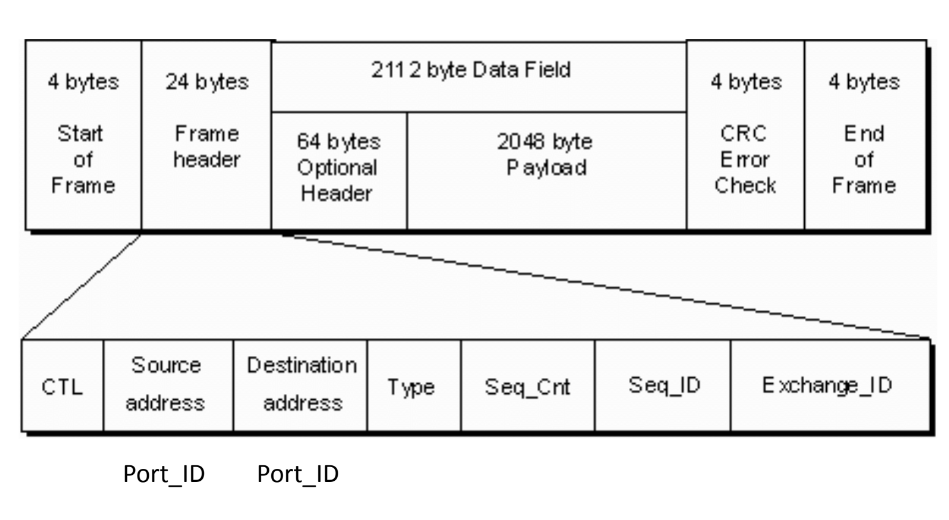 4 bytes
Start
of
Frame
24 bytes
Frame
header
2112 byte Data Field
64 bytes
Optional
Header
2048 byte
Payload
4 bytes
CRC
Error
Check
4 bytes
End
of
Frame
CTL
Source
address
Destination
address
Type
Seq_Cnt
Seq_ID
Exchange_ID
Port_ID
Port_ID